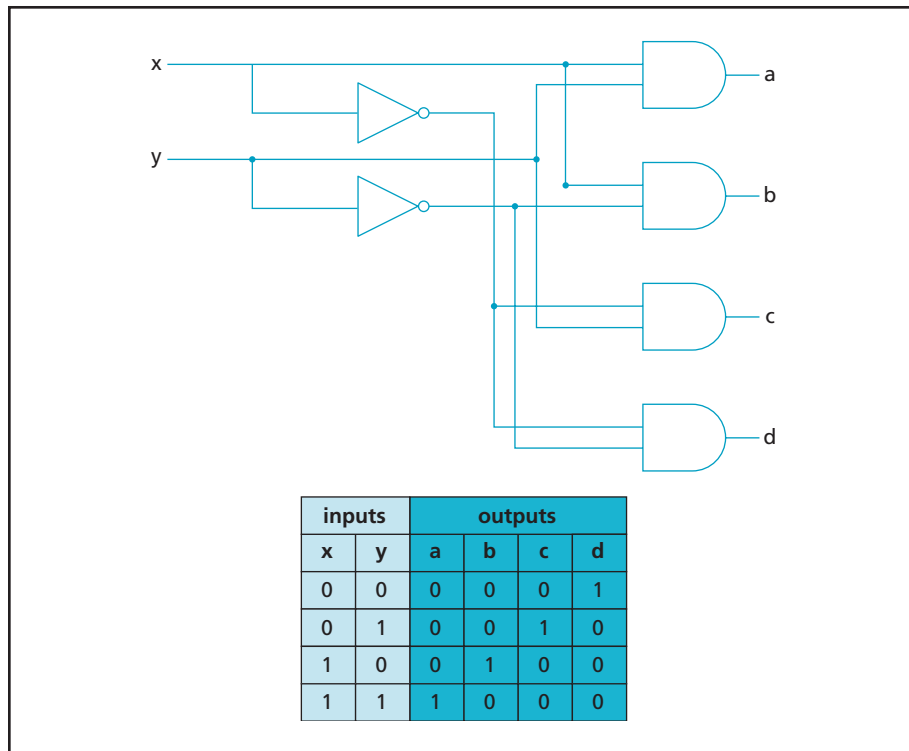 x
a
y
b
c
d
inputs outputs
x y a b c d
0 0 0 0 0 1
0 1 0 0 1 0
1 0 0 1 0 0
1 1 1 0 0 0